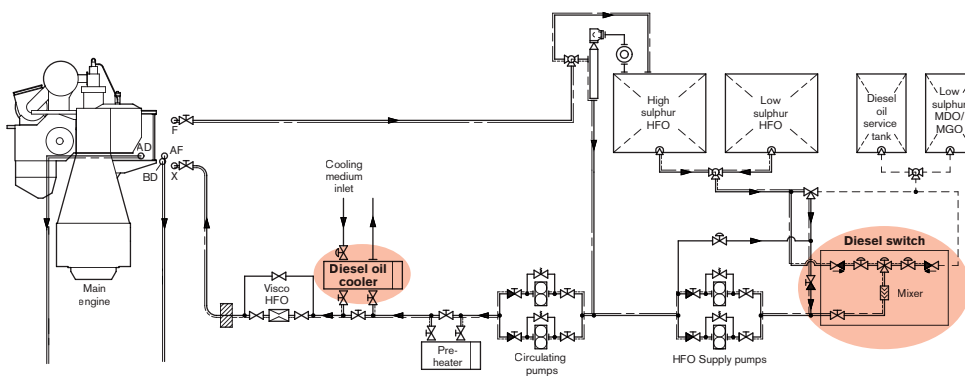 High
sulphur
HFO
Low
sulphur
HFO
Diesel
oil
service
tank
Low
sulphur
MDO/
MGO
F
AD
AF
BD
X
Cooling
medium
inlet
Main
engine
Visco
HFO
Diesel oil
cooler
Pre-
heater
Circulating
pumps
HFO Supply pumps
Diesel switch
Mixer